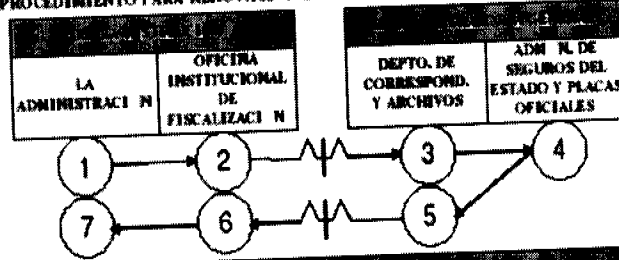 PROCEDIMIENTO PARA
LA
ADMINISTRACI N
OFICINA
INSTITUCIONAL
DE
FISCALIZACI N
DEPTO. DE
CORRESPOND.
Y ARCHIVOS
ADM N. DE
SEGUROS DEL
ESTADO Y PLACAS
OFICIALES
1
2
3
4
7
6
5